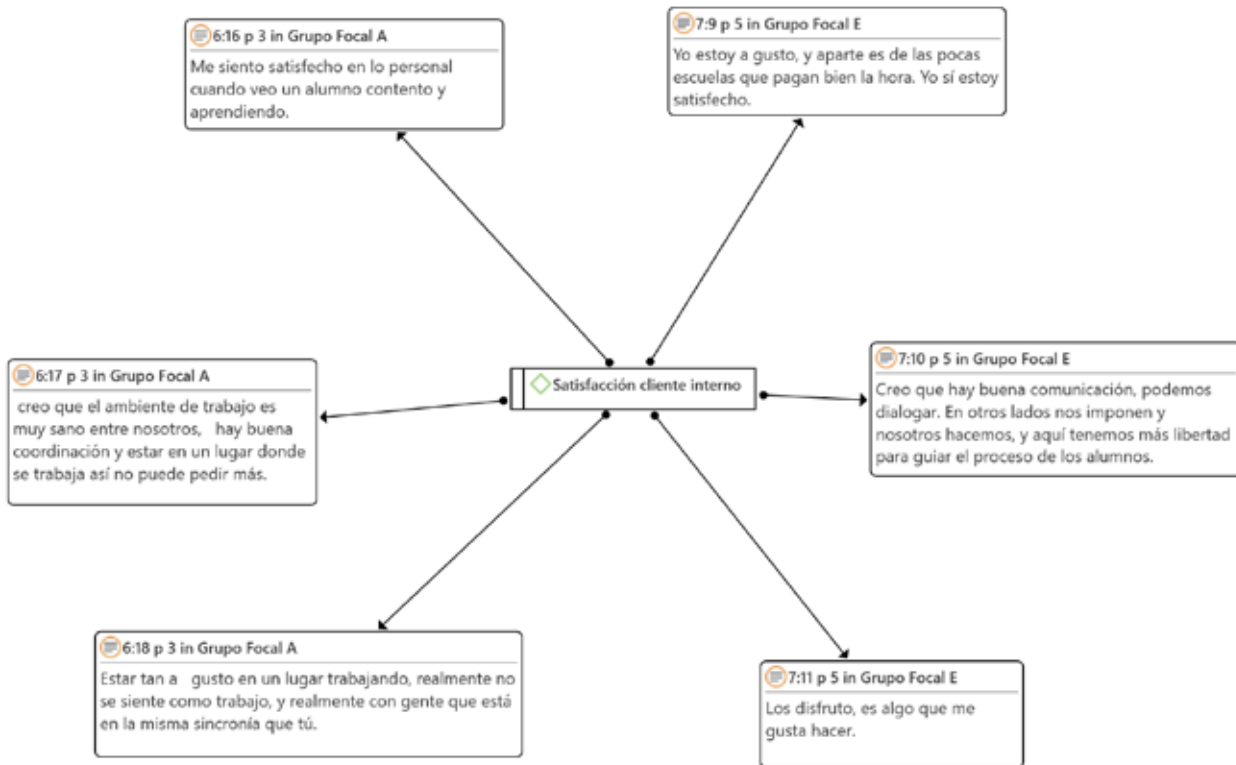 6:16 p 3 in Grupo Focal A
Me siento satisfecho en lo personal
cuando veo un alumno contento y
aprendiendo.
7:9 p 5 in Grupo Focal E
Yo estoy a gusto, y aparte es de las pocas
escuelas que pagan bien la hora. Yo sí estoy
satisfecho.
6:17 p 3 in Grupo Focal A
creo que el ambiente de trabajo es
muy sano entre nosotros, hay buena
coordinación y estar en un lugar donde
se trabaja así no puede pedir más.
Satisfacción cliente interno
7:10 p 5 in Grupo Focal E
Creo que hay buena comunicación, podemos
dialogar. En otros lados nos imponen y
nosotros hacemos, y aquí tenemos más libertad
para guiar el proceso de los alumnos.
6:18 p 3 in Grupo Focal A
Estar tan a gusto en un lugar trabajando, realmente no
se siente como trabajo, y realmente con gente que está
en la misma sincronía que tú.
7:11 p 5 in Grupo Focal E
Los disfruto, es algo que me
gusta hacer.